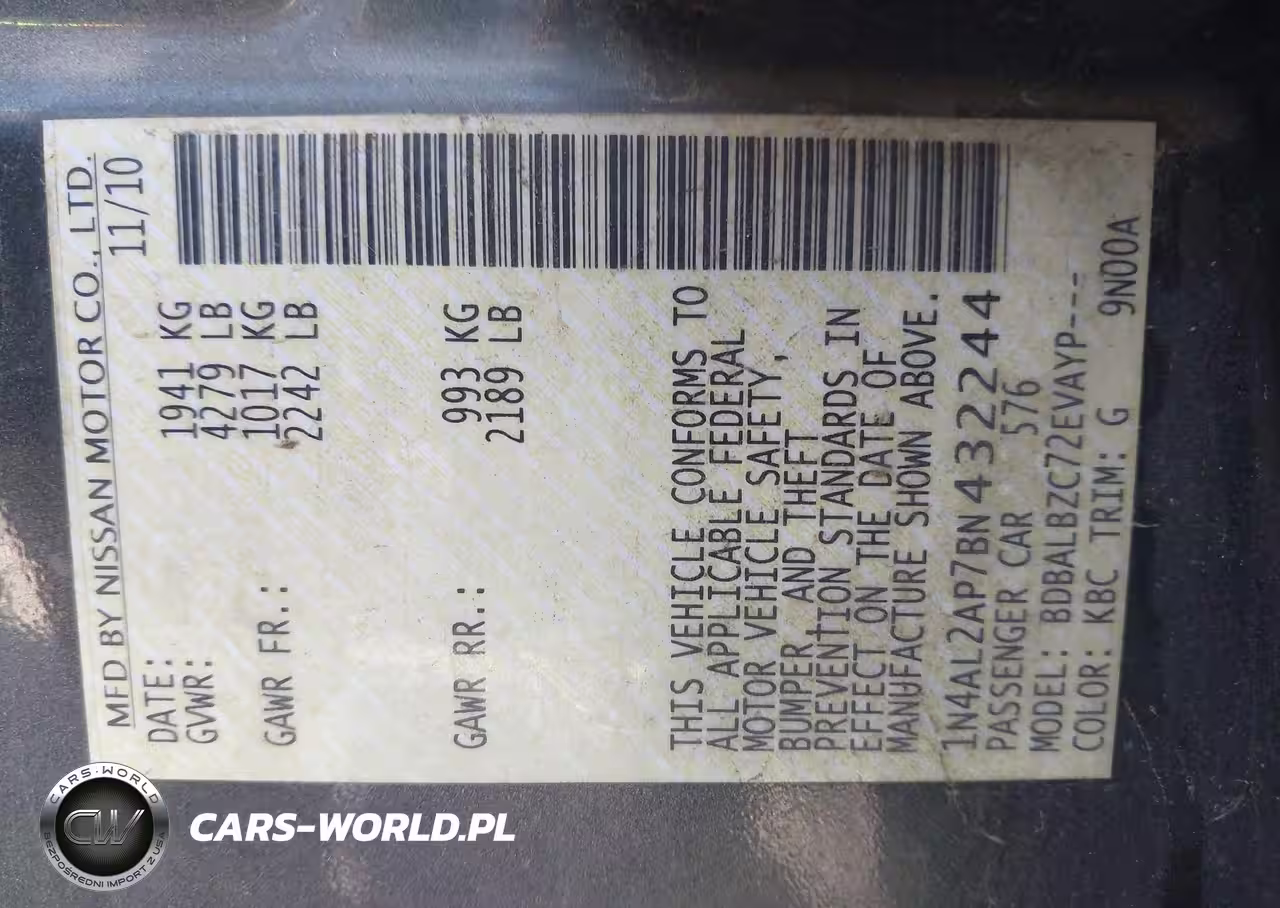 MFD BY NISSAN MOTOR CO., LTD.
DATE: 11/10
GVWR: 1941 KG
4279 LB
GAWR FR.: 1017 KG
2242 LB
GAWR RR.: 993 KG
2189 LB
THIS VEHICLE CONFORMS TO
ALL APPLICABLE FEDERAL
MOTOR VEHICLE SAFETY,
BUMPER AND THEFT
PREVENTION STANDARDS IN
EFFECT ON THE DATE OF
MANUFACTURE SHOWN ABOVE.
1N4AL2AP7BN432244
PASSENGER CAR 576
MODEL: BDBALBZC72EVAYP---
COLOR: KBC TRIM: G 9N00A
CARS-WORLD
CW
BEZPOŚREDNI IMPORT Z USA
CARS-WORLD.PL